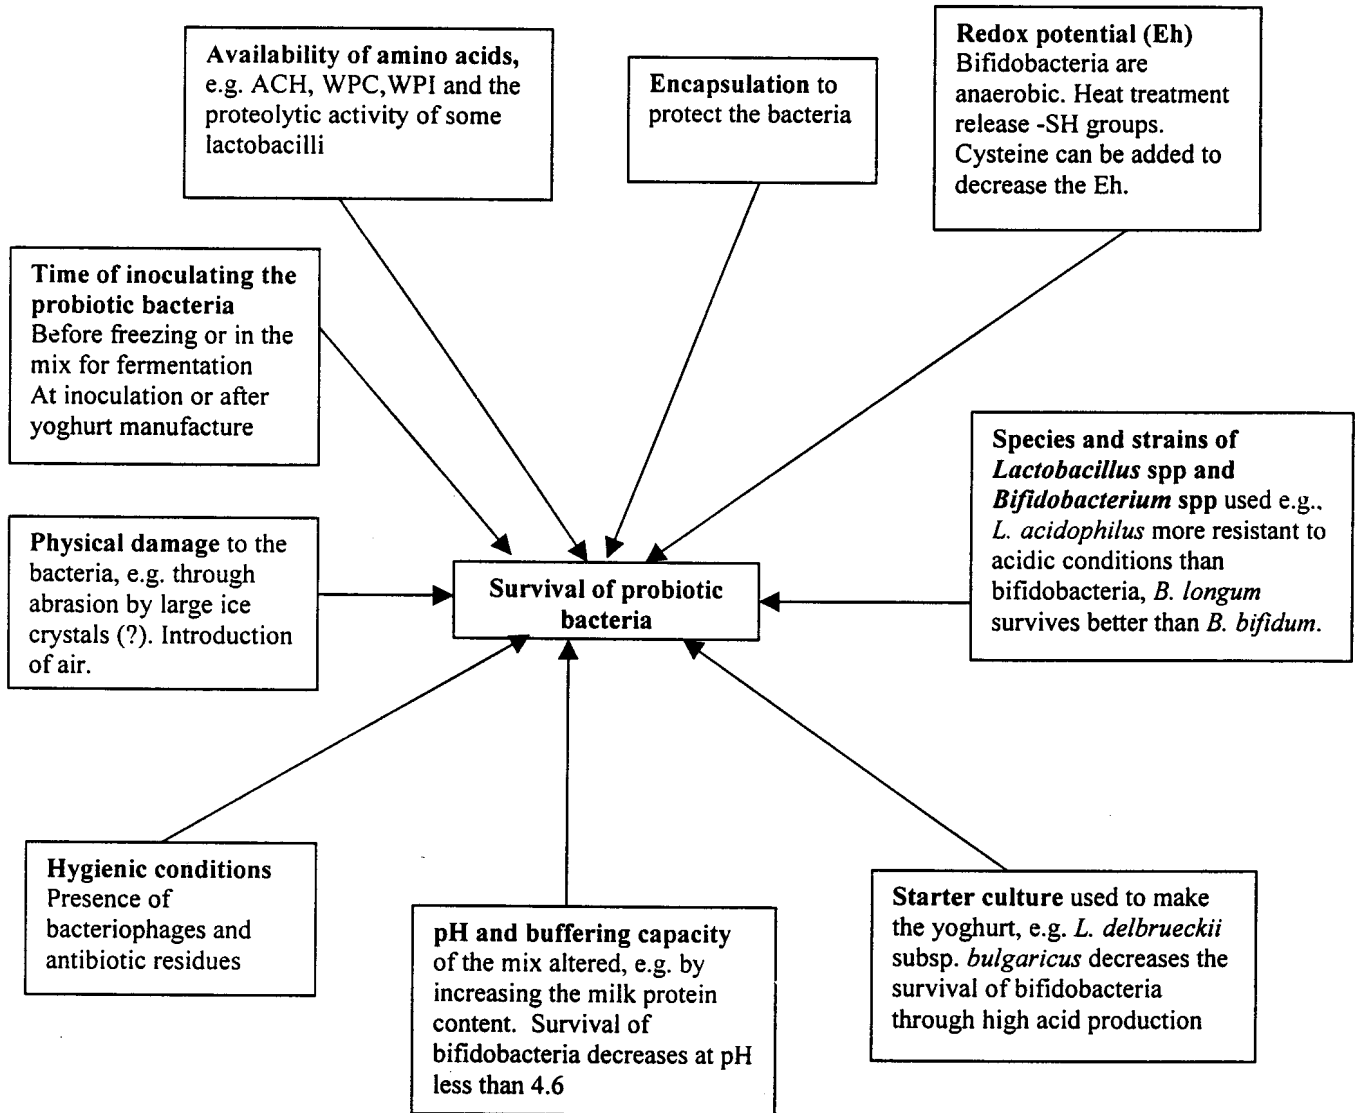 Availability of amino acids,
e.g. ACH, WPC,WPI and the
proteolytic activity of some
lactobacilli
Encapsulation to
protect the bacteria
Redox potential (Eh)
Bifidobacteria are
anaerobic. Heat treatment
release -SH groups.
Cysteine can be added to
decrease the Eh.
Time of inoculating the
probiotic bacteria
Before freezing or in the
mix for fermentation
At inoculation or after
yoghurt manufacture
Species and strains of
Lactobacillus spp and
Bifidobacterium spp used e.g..
L. acidophilus more resistant to
acidic conditions than
bifidobacteria, B. longum
survives better than B. bifidum.
Physical damage to the
bacteria, e.g. through
abrasion by large ice
crystals (?). Introduction
of air.
Survival of probiotic
bacteria
Hygienic conditions
Presence of
bacteriophages and
antibiotic residues
pH and buffering capacity
of the mix altered, e.g. by
increasing the milk protein
content. Survival of
bifidobacteria decreases at pH
less than 4.6
Starter culture used to make
the yoghurt, e.g. L. delbrueckii
subsp. bulgaricus decreases the
survival of bifidobacteria
through high acid production